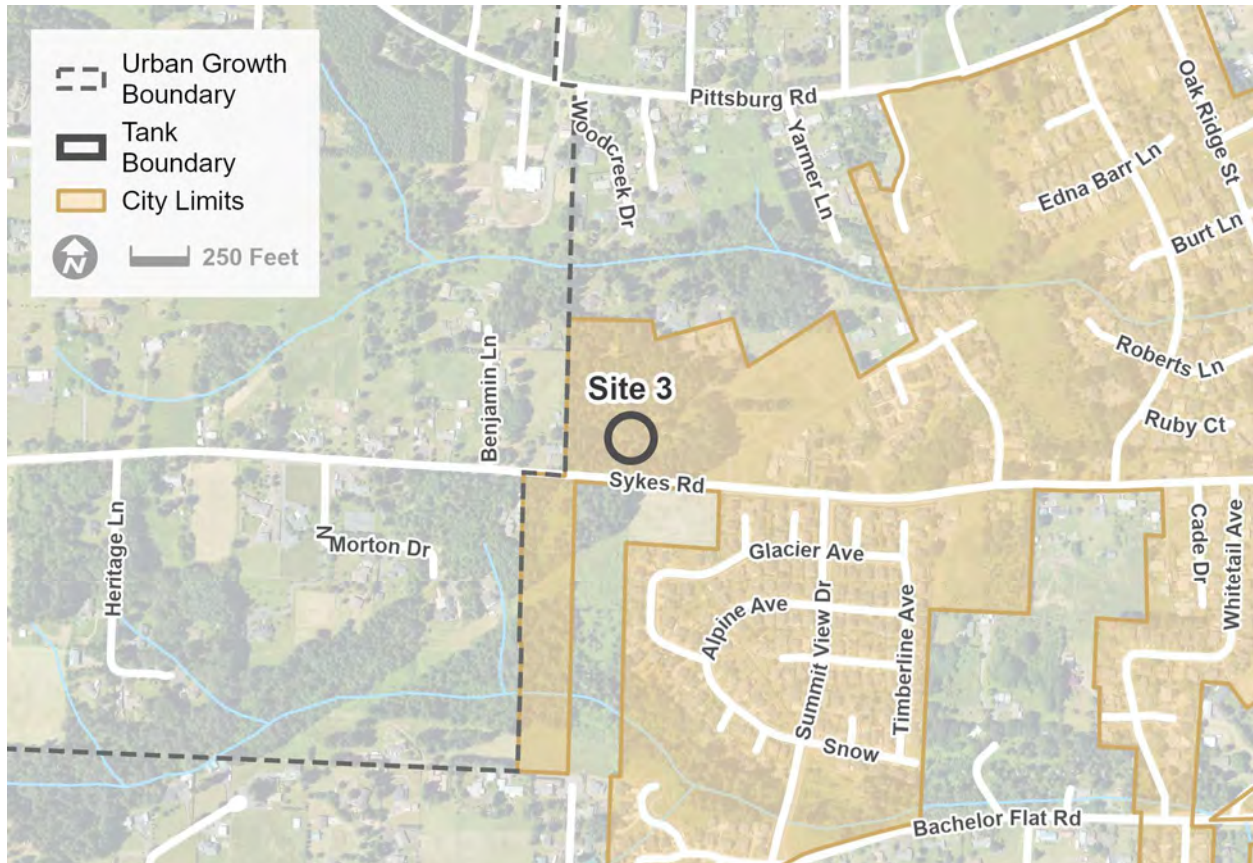 Urban Growth
Boundary
Tank
Boundary
City Limits
N
250 Feet
Pittsburg Rd
Woodcreek Dr
Yarmer Ln
Oak Ridge St
Edna Barr Ln
Burt Ln
Roberts Ln
Ruby Ct
Benjamin Ln
Site 3
Sykes Rd
Heritage Ln
N
Morton Dr
Glacier Ave
Alpine Ave
Summit View Dr
Timberline Ave
Snow
Cade Dr
Whitetail Ave
Bachelor Flat Rd